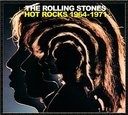 THE ROLLING STONES
HOT ROCKS 1964-1971